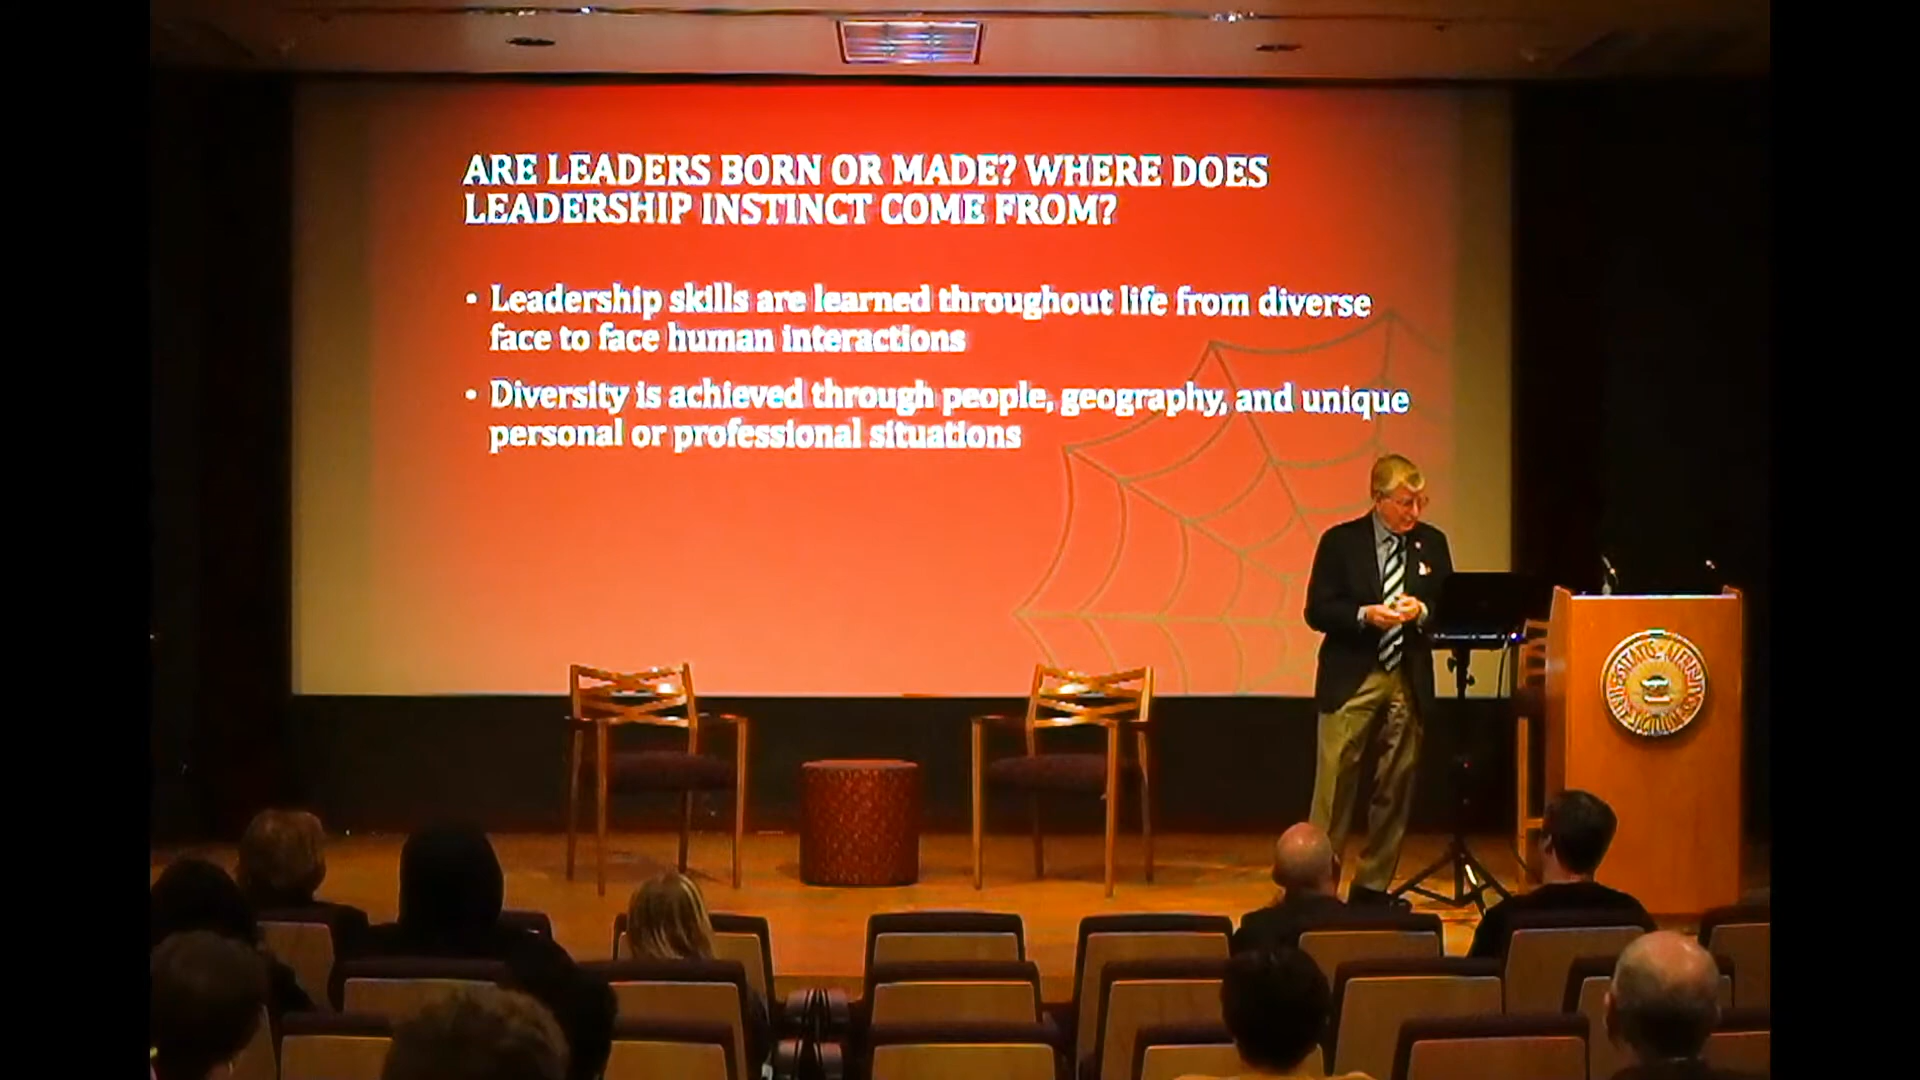 ARE LEADERS BORN OR MADE? WHERE DOES
LEADERSHIP INSTINCT COME FROM?
• Leadership skills are learned throughout life from diverse
face to face human interactions
• Diversity is achieved through people, geography, and unique
personal or professional situations